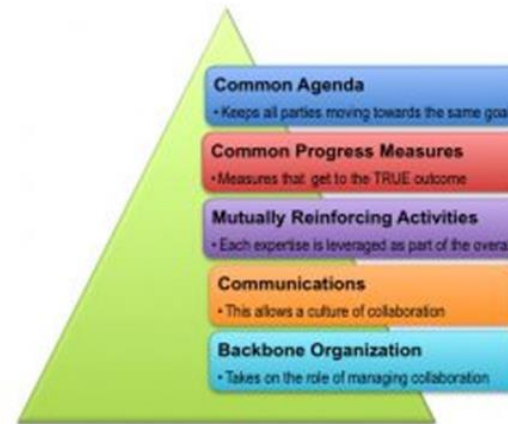 Common Agenda
• Keeps all parties moving towards the same goa
Common Progress Measures
• Measures that get to the TRUE outcome
Mutually Reinforcing Activities
• Each expertise is leveraged as part of the overal
Communications
• This allows a culture of collaboration
Backbone Organization
• Takes on the role of managing collaboration